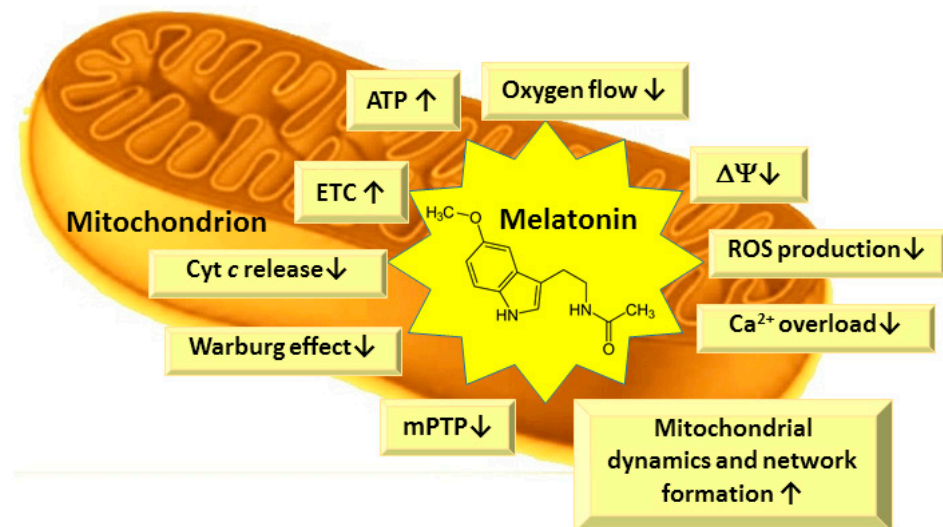 ATP ↑
Oxygen flow ↓
ΔΨ↓
ETC ↑
Melatonin
Mitochondrion
H₃C
O
ROS production↓
Cyt c release↓
HN
NH
CH₃
O
Ca²⁺ overload↓
Warburg effect↓
mPTP↓
Mitochondrial
dynamics and network
formation ↑